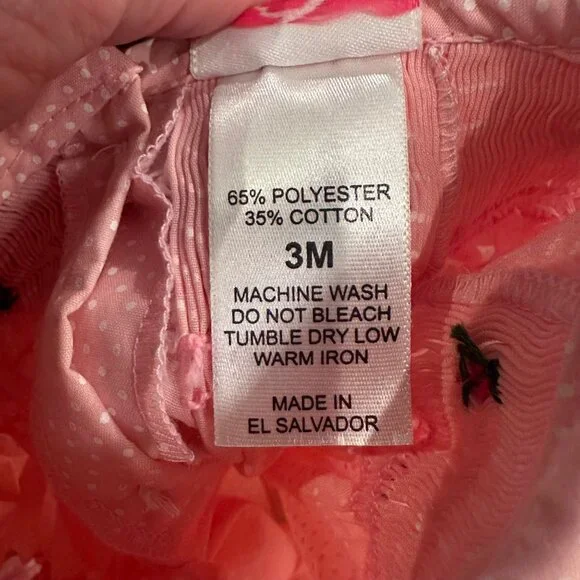 65% POLYESTER
35% COTTON
3M
MACHINE WASH
DO NOT BLEACH
TUMBLE DRY LOW
WARM IRON
MADE IN
EL SALVADOR